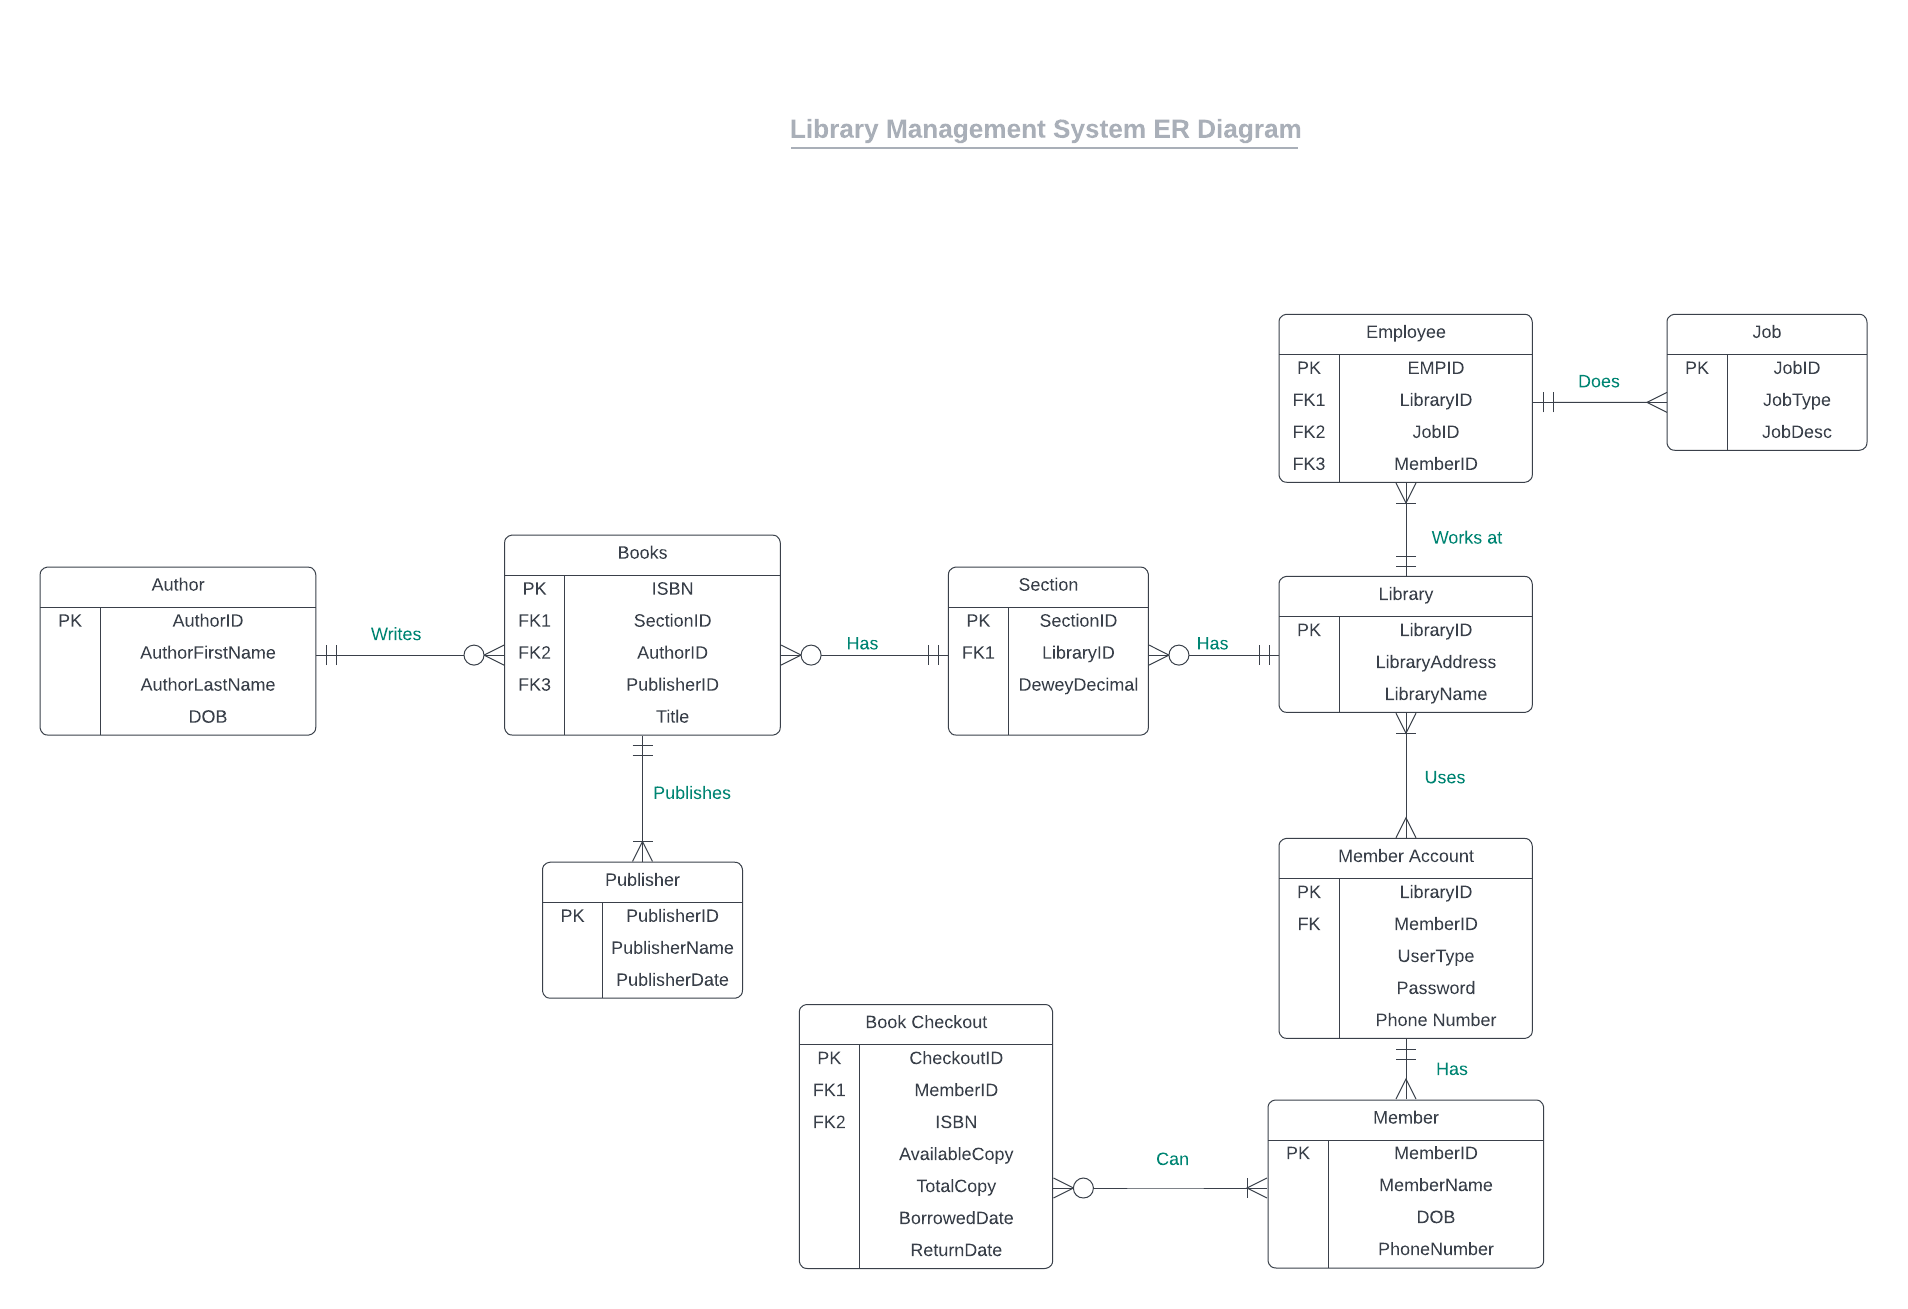 Library Management System ER Diagram
Employee
PK EMPID
FK1 LibraryID
FK2 JobID
FK3 MemberID
Does
Job
PK JobID
JobType
JobDesc
Works at
Author
PK AuthorID
AuthorFirstName
AuthorLastName
DOB
Writes
Books
PK ISBN
FK1 SectionID
FK2 AuthorID
FK3 PublisherID
Title
Has
Section
PK SectionID
FK1 LibraryID
DeweyDecimal
Has
Library
PK LibraryID
LibraryAddress
LibraryName
Publishes
Uses
Publisher
PK PublisherID
PublisherName
PublisherDate
Member Account
PK LibraryID
FK MemberID
UserType
Password
Phone Number
Has
Book Checkout
PK CheckoutID
FK1 MemberID
FK2 ISBN
AvailableCopy
TotalCopy
BorrowedDate
ReturnDate
Can
Member
PK MemberID
MemberName
DOB
PhoneNumber